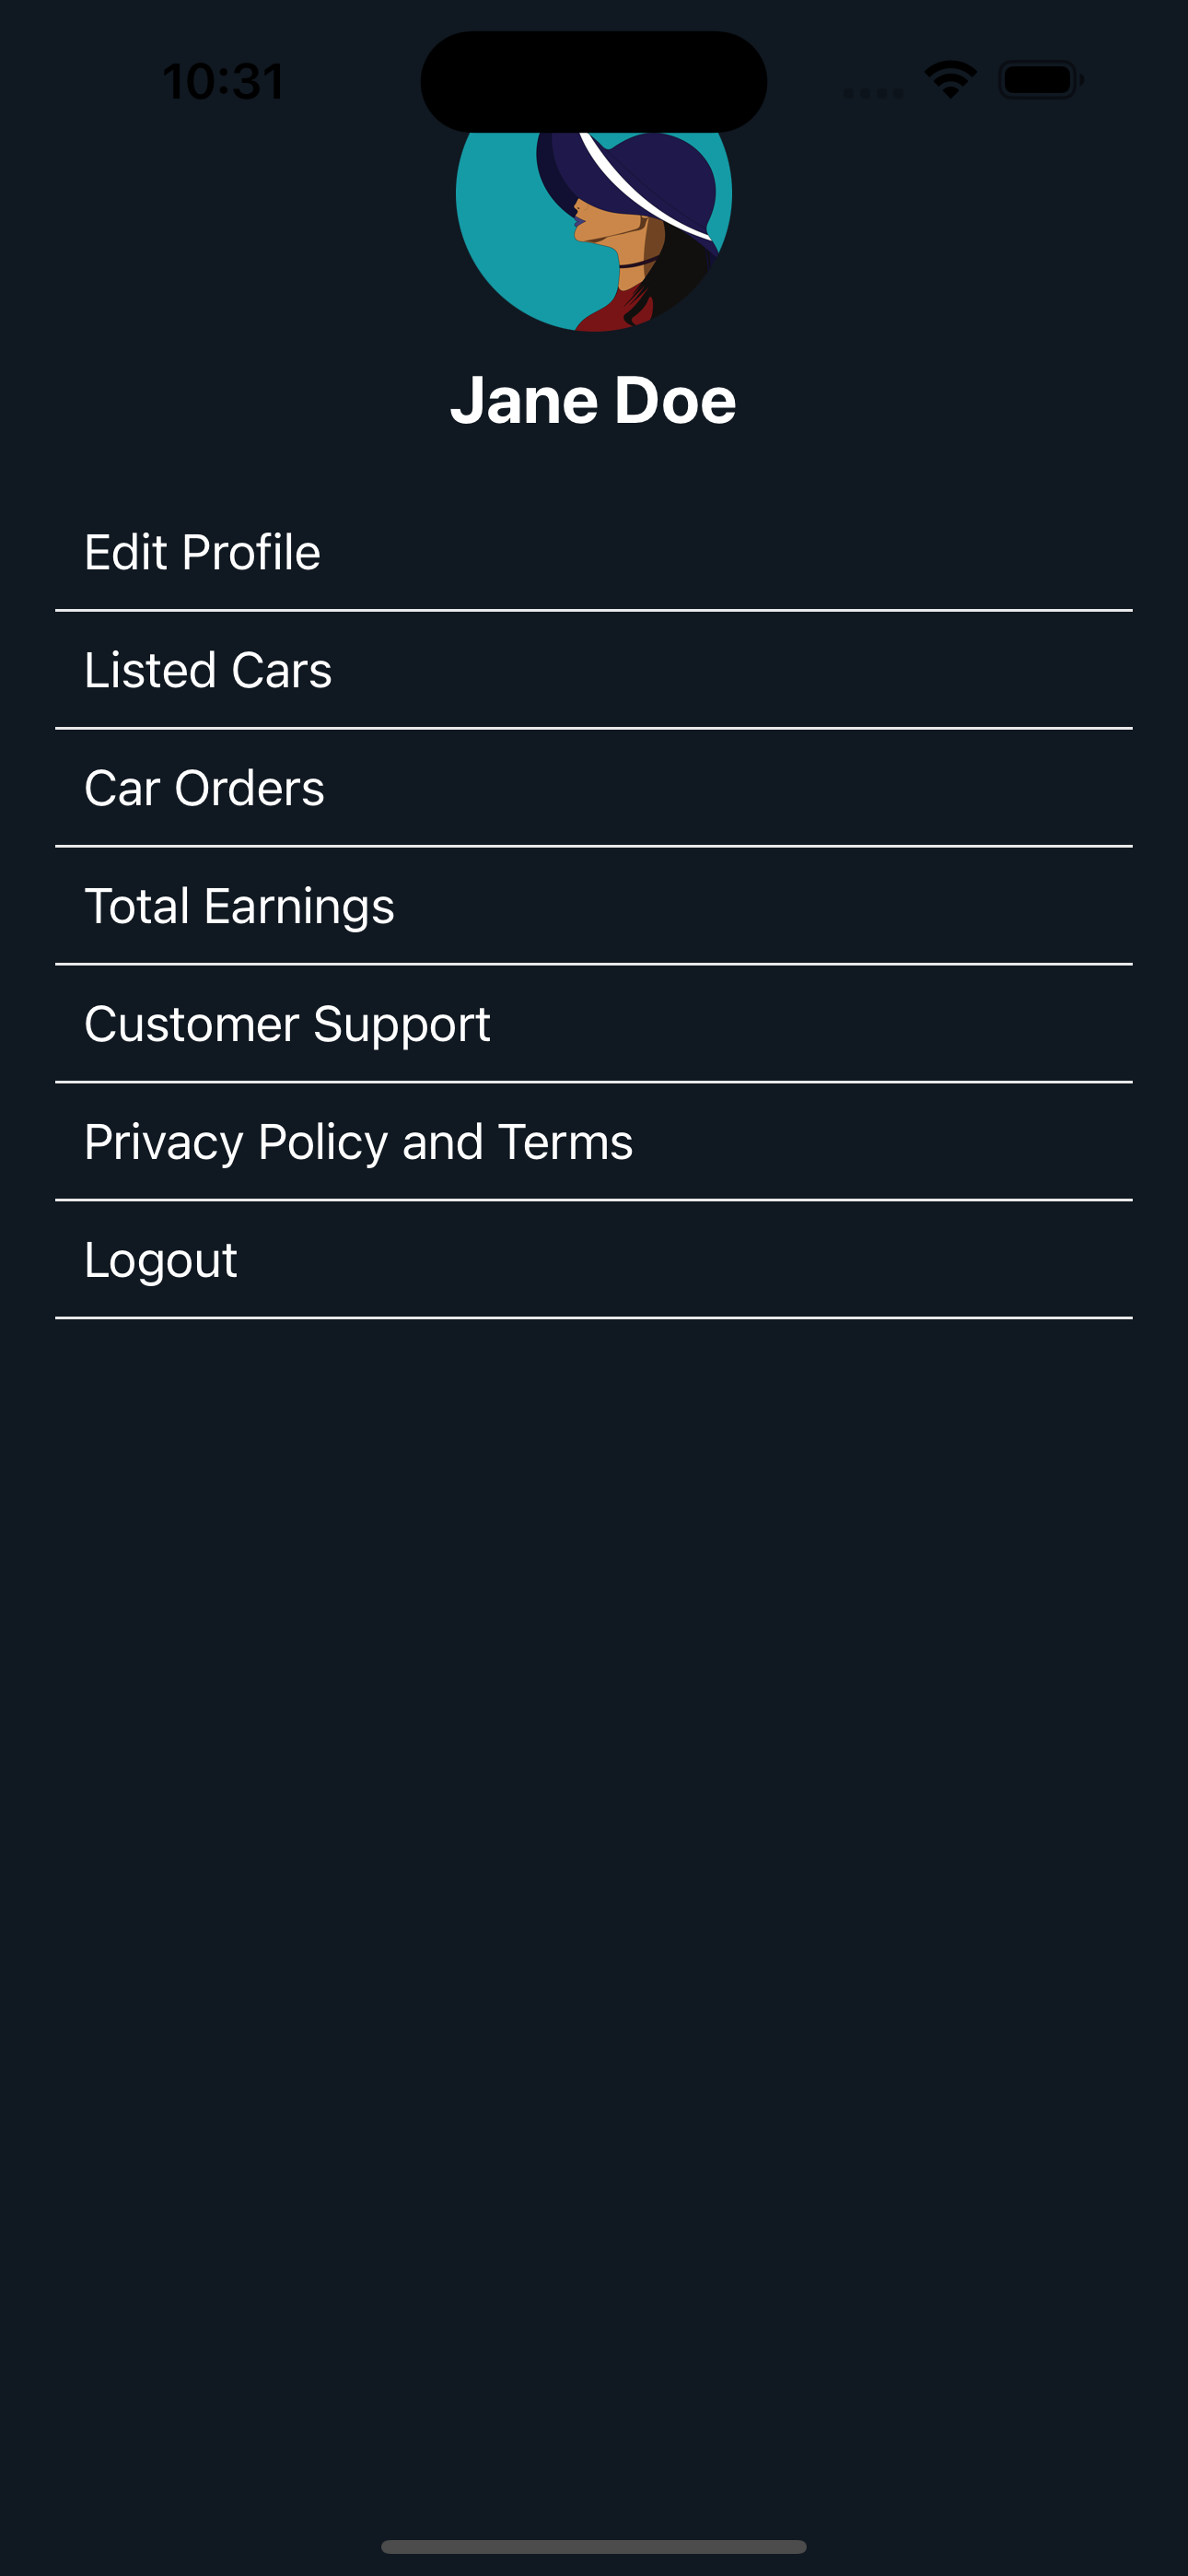 10:31
Jane Doe
Edit Profile
Listed Cars
Car Orders
Total Earnings
Customer Support
Privacy Policy and Terms
Logout